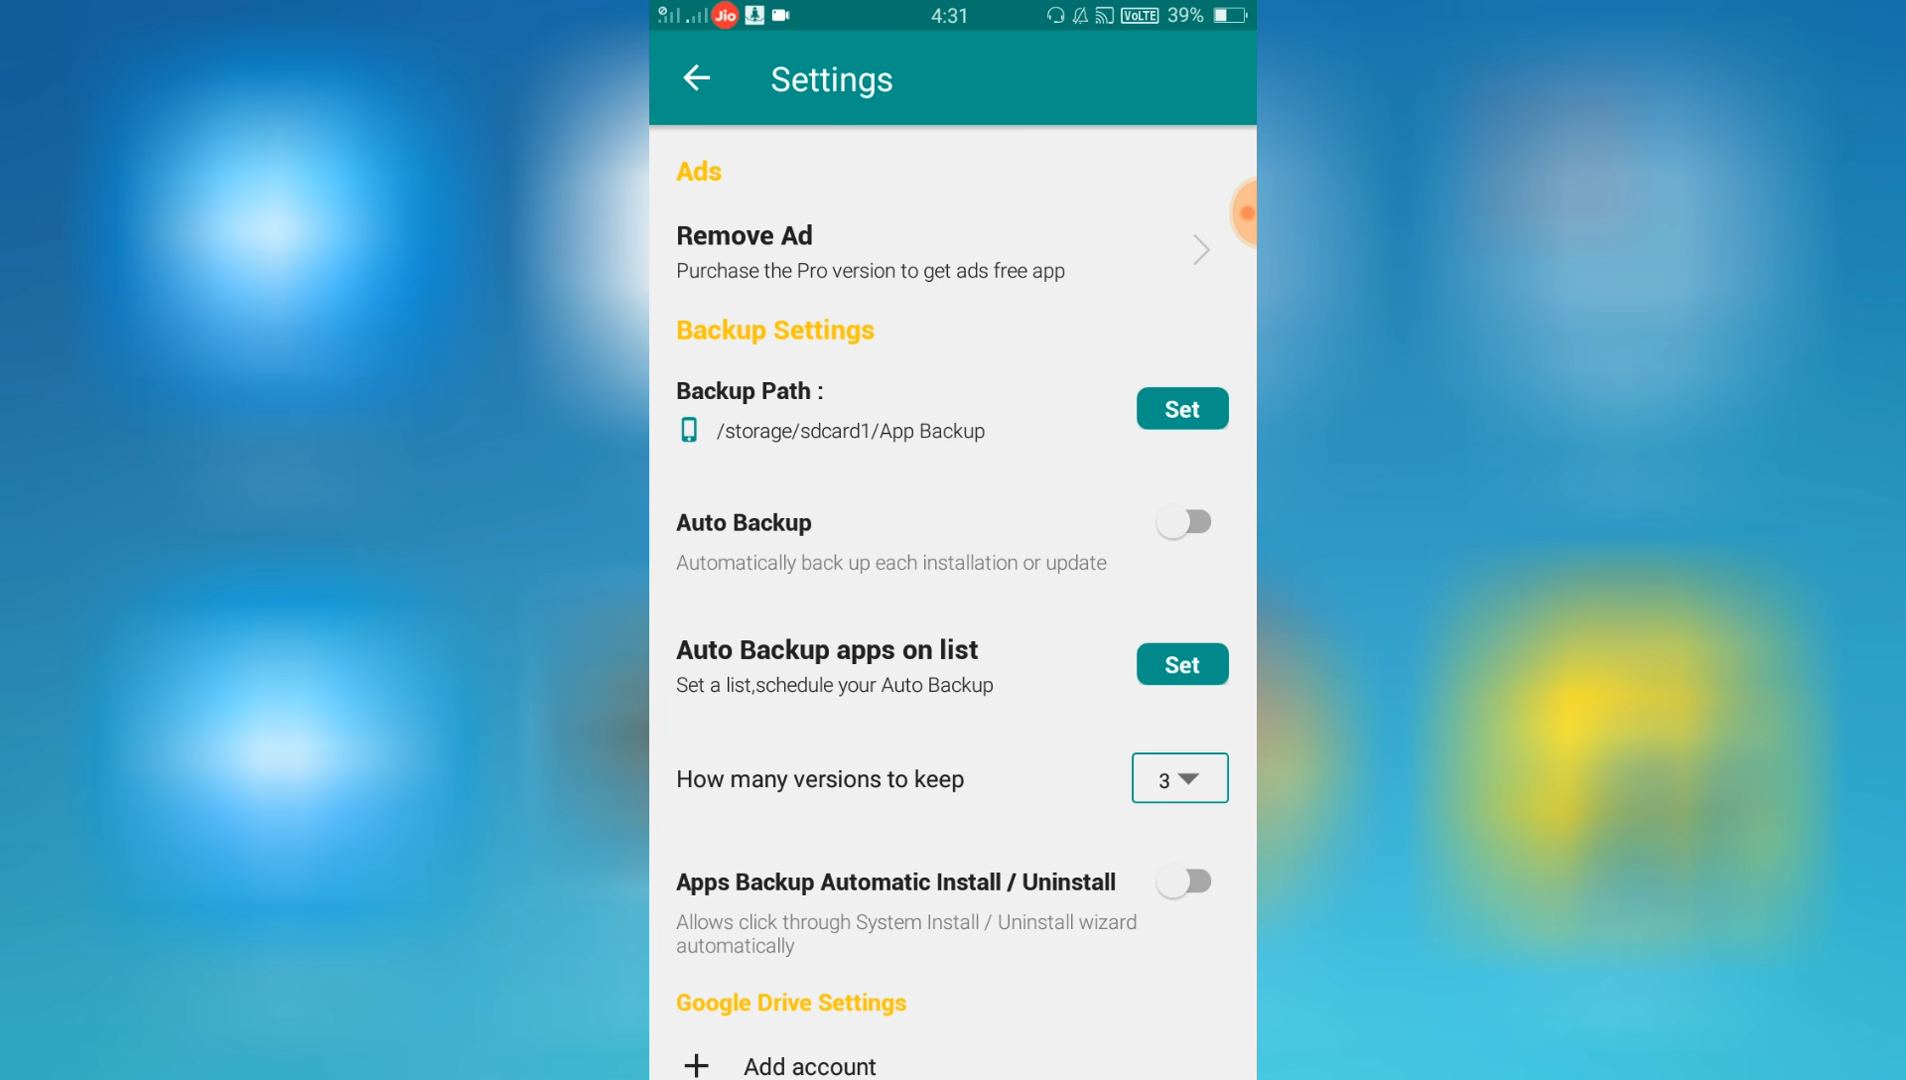 Jio 4:31 VoLTE 39%
Settings
Ads
Remove Ad
Purchase the Pro version to get ads free app
Backup Settings
Backup Path :
/storage/sdcard1/App Backup
Set
Auto Backup
Automatically back up each installation or update
Auto Backup apps on list
Set a list,schedule your Auto Backup
Set
How many versions to keep
3
Apps Backup Automatic Install / Uninstall
Allows click through System Install / Uninstall wizard
automatically
Google Drive Settings
Add account